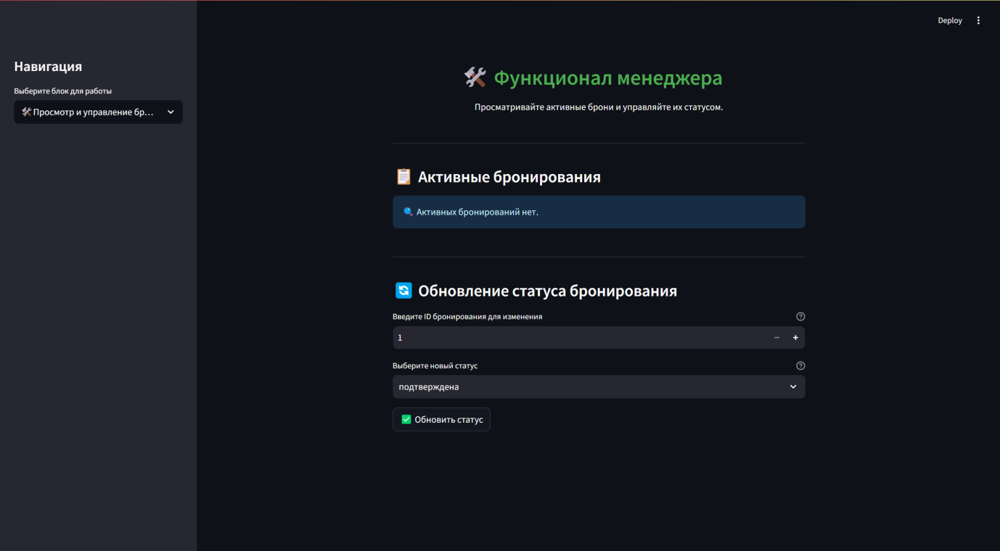 Deploy
Навигация
Выберите блок для работы
Просмотр и управление бр...
Функционал менеджера
Просматривайте активные брони и управляйте их статусом.
Активные бронирования
Активных бронирований нет.
Обновление статуса бронирования
Введите ID бронирования для изменения
1
Выберите новый статус
подтверждена
Обновить статус